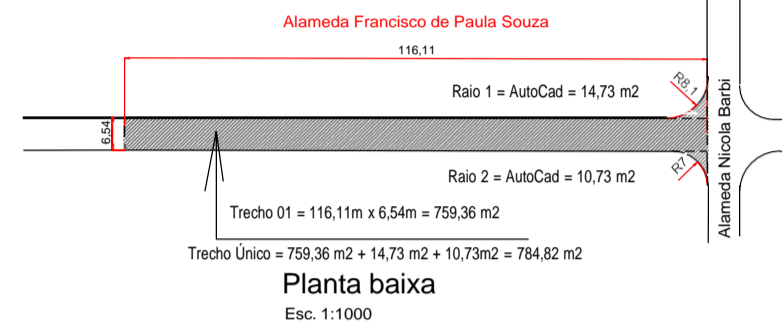 Alameda Francisco de Paula Souza
116,11
Raio 1 = AutoCad = 14,73 m2
R8,1
Alameda Nicola Barbi
6,54
Raio 2 = AutoCad = 10,73 m2
R7
Trecho 01 = 116,11m x 6,54m = 759,36 m2
Trecho Único = 759,36 m2 + 14,73 m2 + 10,73m2 = 784,82 m2
Planta baixa
Esc. 1:1000